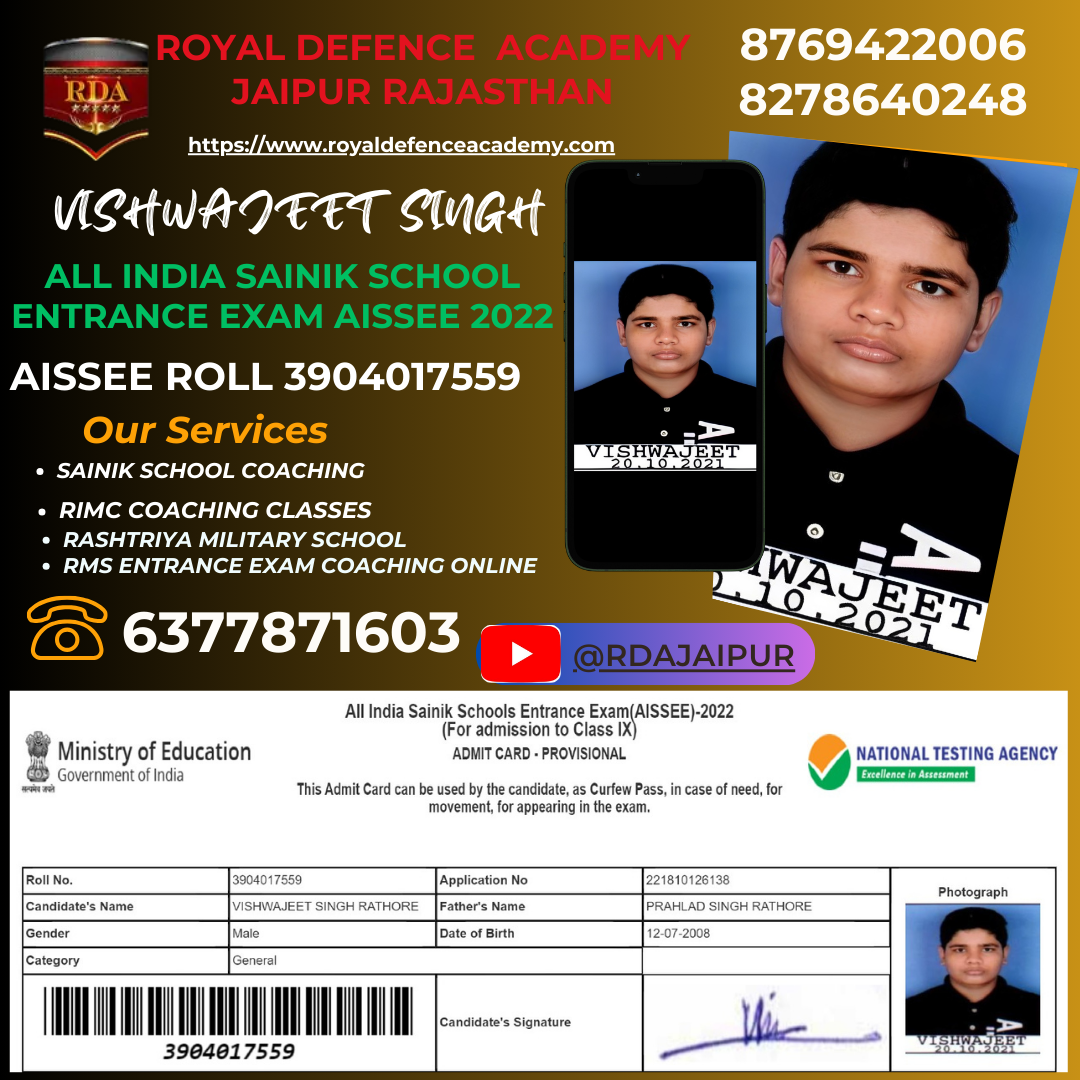 RDA
ROYAL DEFENCE ACADEMY
JAIPUR RAJASTHAN
8769422006
8278640248
https://www.royaldefenceacademy.com
VISHWAJEET SINGH
ALL INDIA SAINIK SCHOOL
ENTRANCE EXAM AISSEE 2022
AISSEE ROLL 3904017559
Our Services
• SAINIK SCHOOL COACHING
• RIMC COACHING CLASSES
• RASHTRIYA MILITARY SCHOOL
• RMS ENTRANCE EXAM COACHING ONLINE
A
VISHWAJEET
20.10.2021
A
WAJEET
.10.2021
6377871603
@RDAJAIPUR
All India Sainik Schools Entrance Exam(AISSEE)-2022
(For admission to Class IX)
ADMIT CARD - PROVISIONAL
Ministry of Education
Government of India
सत्यमेव जयते
NATIONAL TESTING AGENCY
Excellence in Assessment
This Admit Card can be used by the candidate, as Curfew Pass, in case of need, for
movement, for appearing in the exam.
Roll No. 3904017559 Application No 221810126138
Candidate's Name VISHWAJEET SINGH RATHORE Father's Name PRAHLAD SINGH RATHORE
Gender Male Date of Birth 12-07-2008
Category General
Photograph
A
VISHWAJEET
20.10.2021
3904017559
Candidate's Signature